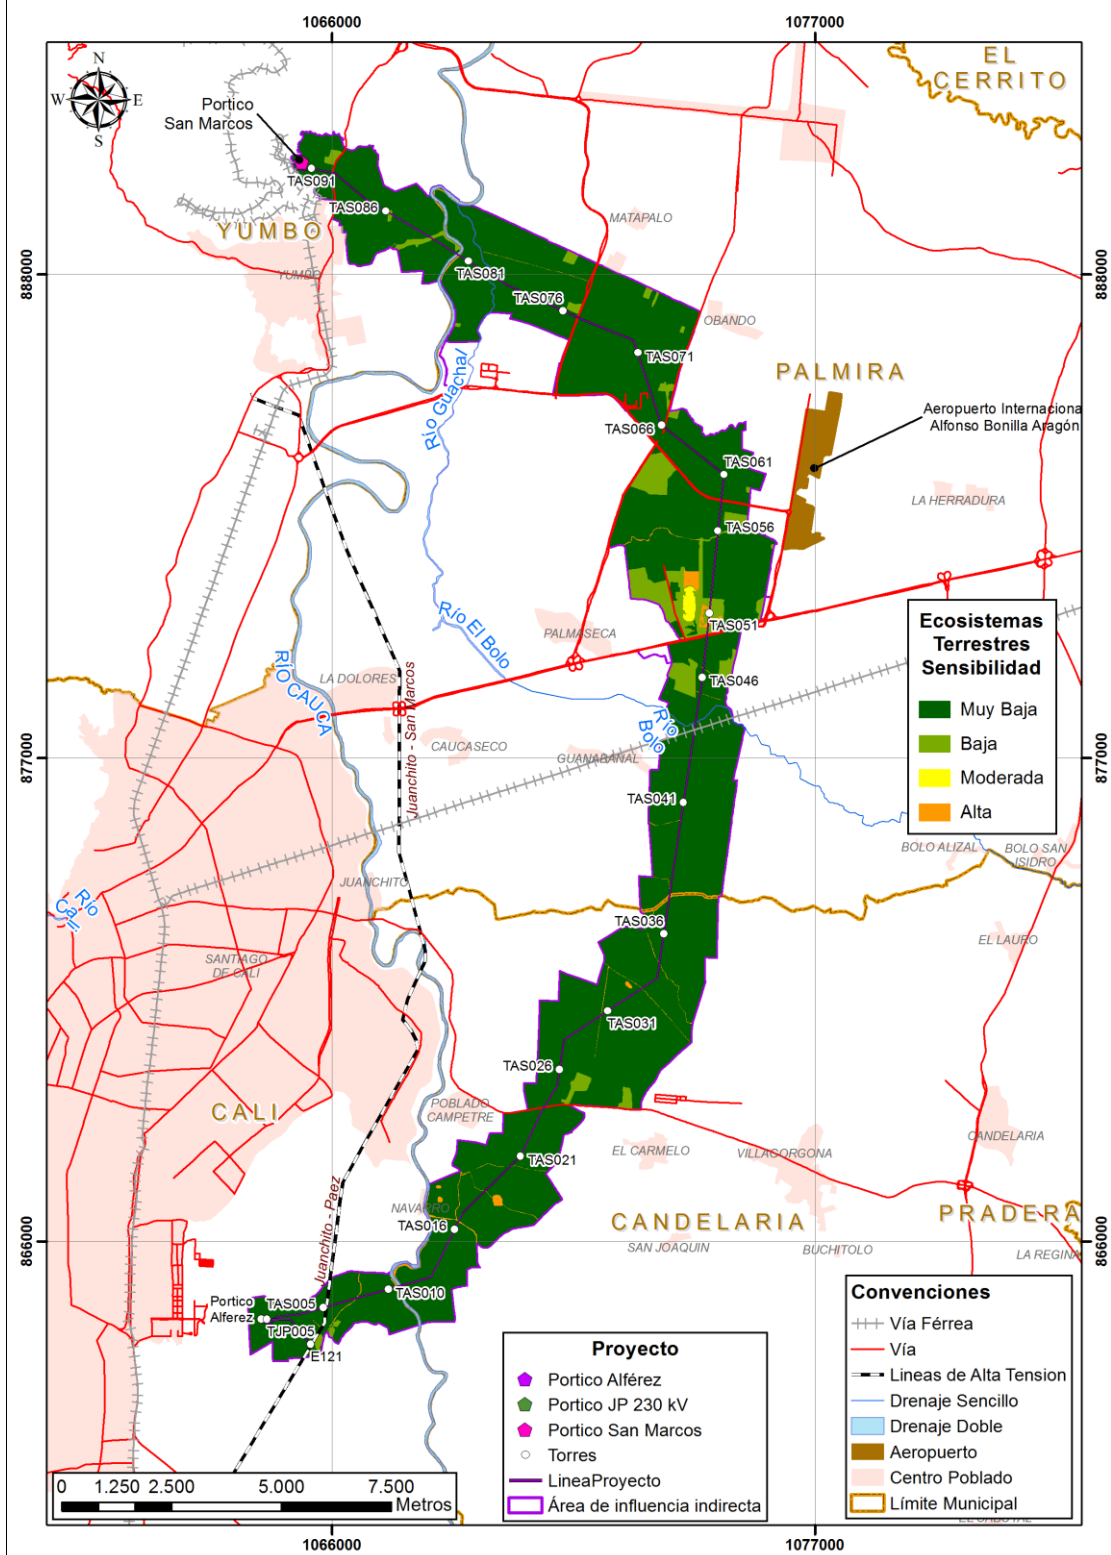 1066000
1077000
EL
CERRITO
N
W
E
S
Portico
San Marcos
TAS091
TAS086
YUMBO
MATAPALO
888000
888000
YUMBO
TAS081
TAS076
OBANDO
TAS071
Río Guachal
PALMIRA
Aeropuerto Internaciona
Alfonso Bonilla Aragón
TAS066
TAS061
LA HERRADURA
TAS056
Río El Bolo
TAS051
PALMASECA
Ecosistemas
Terrestres
Sensibilidad
Muy Baja
Baja
Moderada
Alta
RÍO CAUCA
LA DOLORES
Juanchito - San Marcos
TAS046
Río
Bolo
CAUCASECO
GUANABANAL
877000
877000
TAS041
BOLO ALIZAL
BOLO SAN
ISIDRO
JUANCHITO
Río
Cali
TAS036
EL LAURO
SANTIAGO
DE CALI
TAS031
TAS026
CALI
POBLADO
CAMPETRE
EL CARMELO
VILLAGORGONA
CANDELARIA
TAS021
Juanchito - Paez
NAVARRO
TAS016
CANDELARIA
PRADERA
SAN JOAQUIN
BUCHITOLO
LA REGINA
866000
866000
TAS010
Portico
Alferez
TAS005
TJP005
E121
Proyecto
Portico Alférez
Portico JP 230 kV
Portico San Marcos
Torres
LineaProyecto
Área de influencia indirecta
Convenciones
Vía Férrea
Vía
Lineas de Alta Tension
Drenaje Sencillo
Drenaje Doble
Aeropuerto
Centro Poblado
Límite Municipal
0
1.250
2.500
5.000
7.500
Metros
1066000
1077000